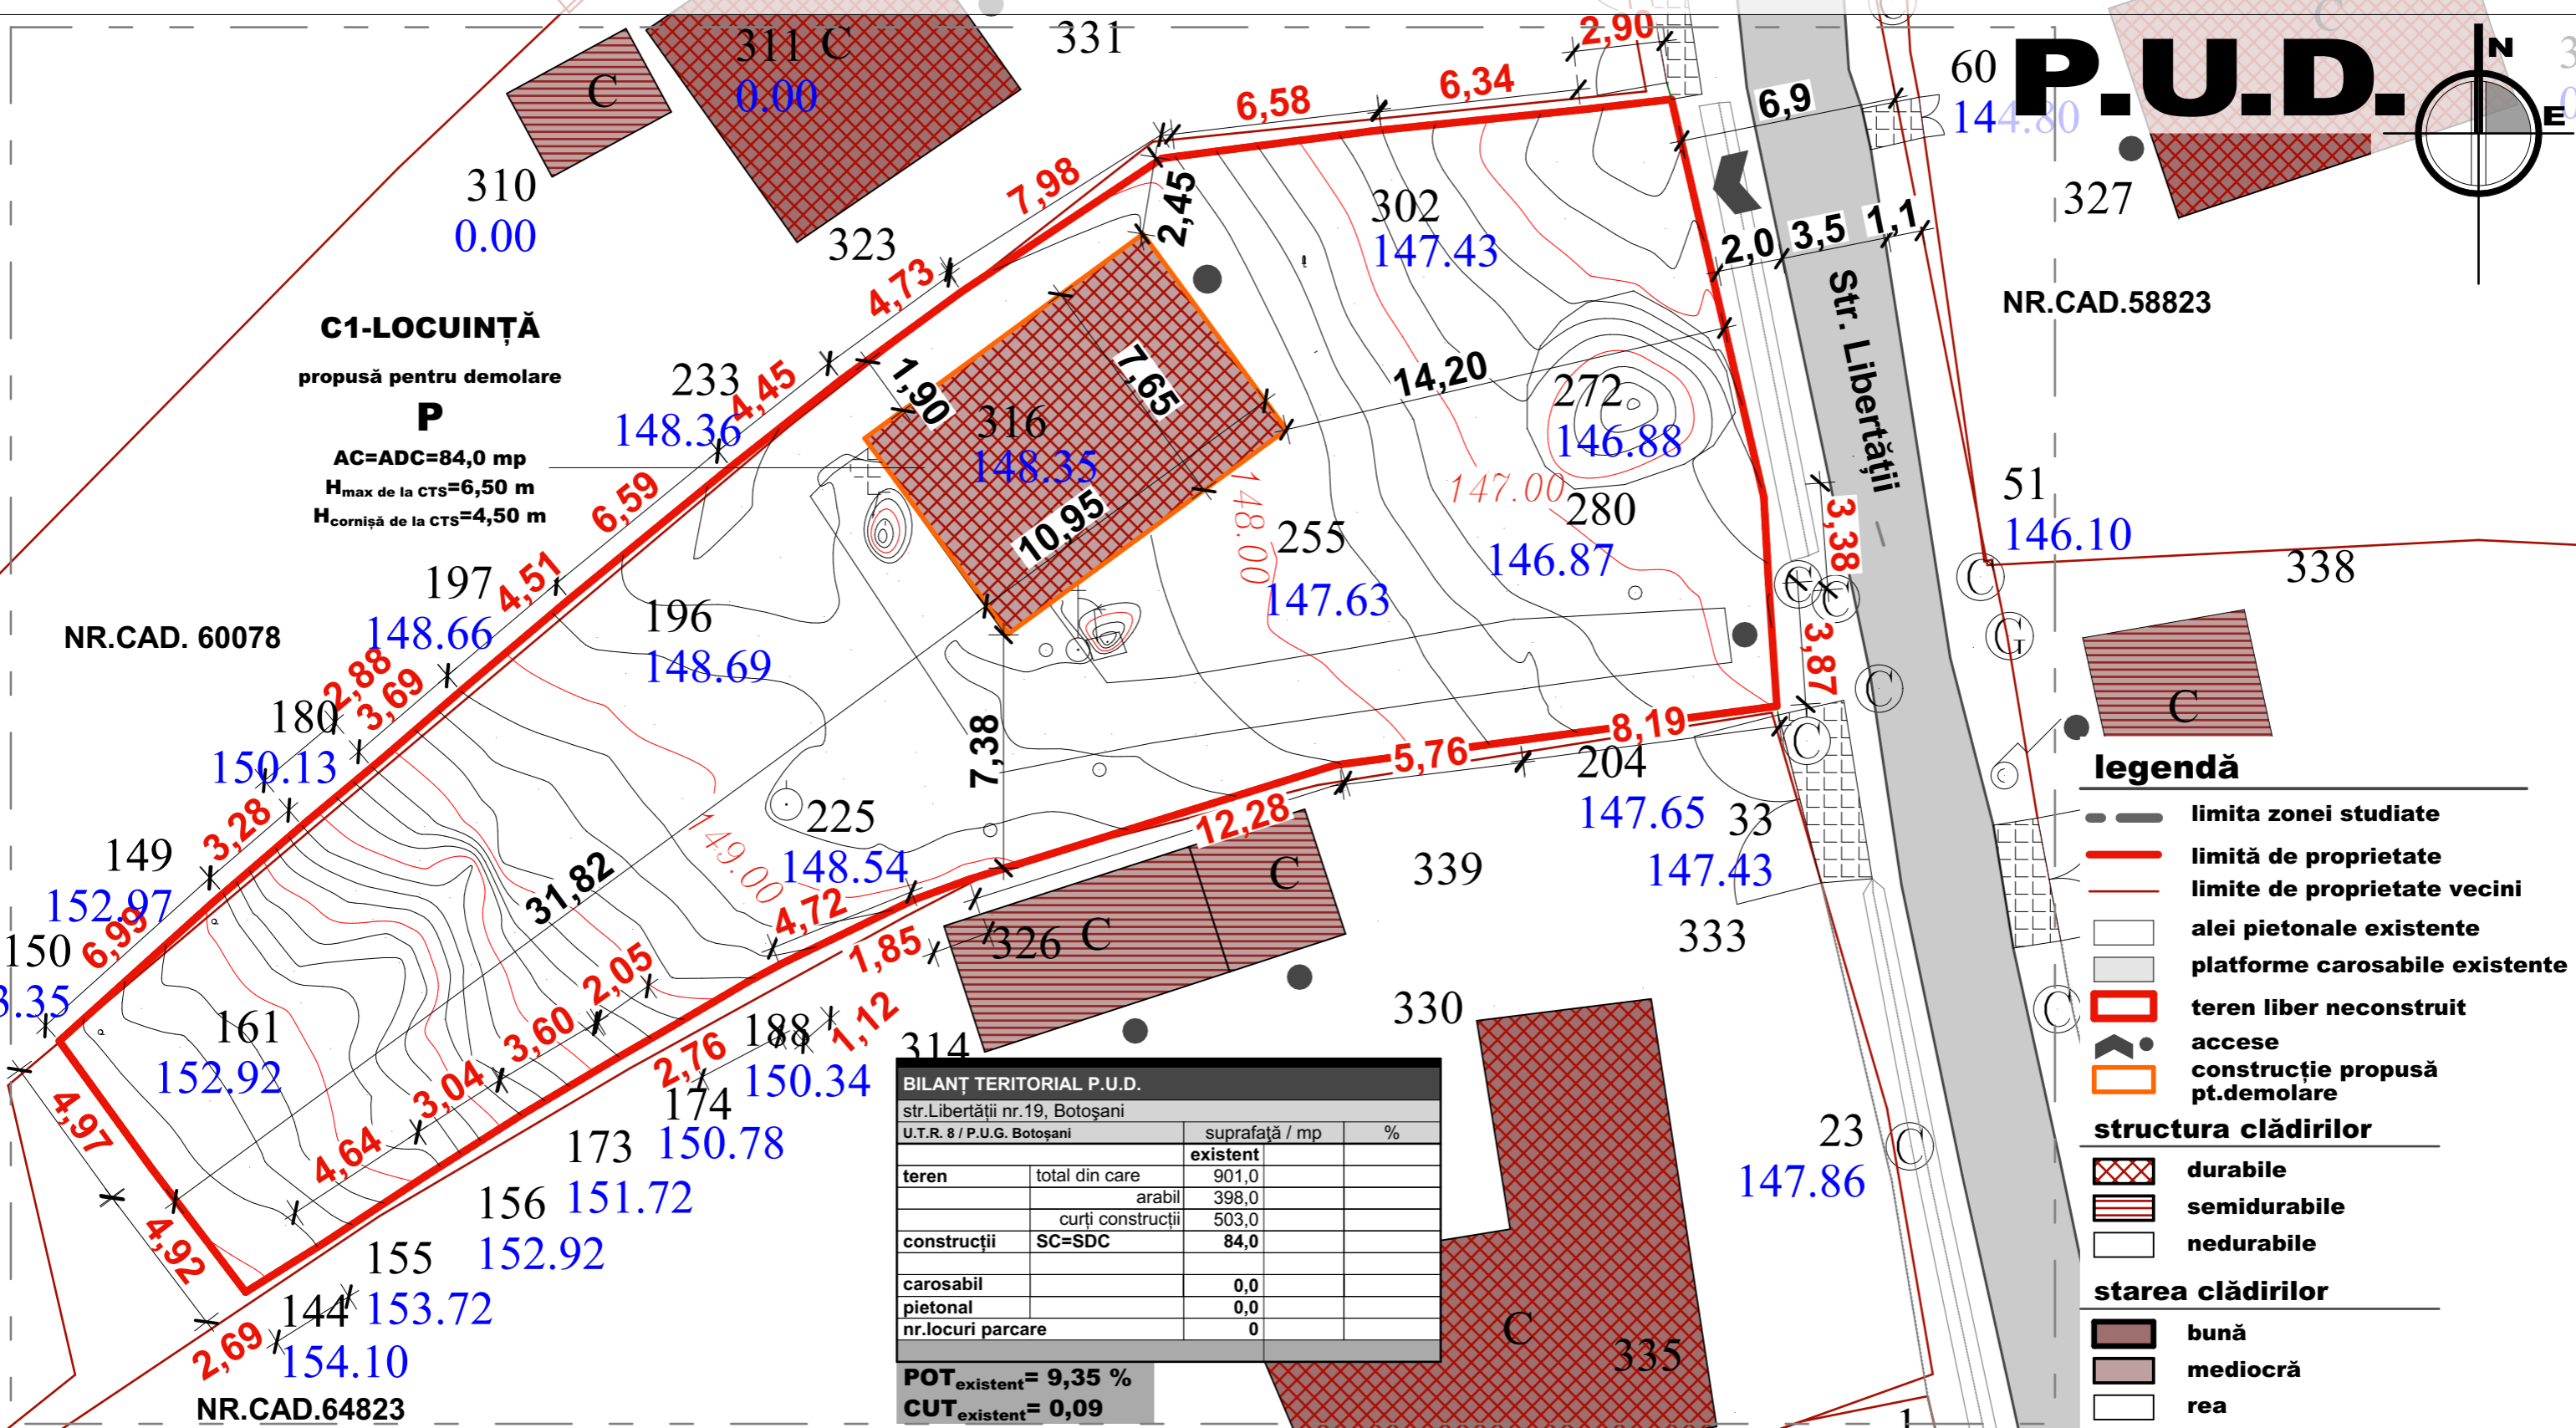 P.U.D.
N
E
331
311 C
0.00
C
310
0.00
323
2,90
6,58
6,34
7,98
4,73
4,45
2,45
302
147.43
6,9
60
144.80
327
2,0
3,5
1,1
Str. Libertății
NR.CAD.58823
C1-LOCUINȚĂ
propusă pentru demolare
P
AC=ADC=84,0 mp
Hmax de la CTS=6,50 m
Hcornișă de la CTS=4,50 m
233
148.36
1,90
7,65
316
148.35
10,95
14,20
272
146.88
147.00
280
146.87
148.00
255
147.63
3,38
3,87
51
146.10
338
C
C
C
G
C
C
C
6,59
4,51
197
148.66
196
148.69
NR.CAD. 60078
2,88
3,69
180
150.13
3,28
149
152.97
6,99
150
7,38
5,76
8,19
204
147.65
33
147.43
225
148.54
149.00
31,82
12,28
C
339
333
4,72
1,85
326 C
2,05
3,60
1,12
188
150.34
2,76
174
150.78
314
330
161
152.92
3,04
4,64
4,97
4,92
173
151.72
156
152.92
155
153.72
144
154.10
2,69
NR.CAD.64823
C
335
23
147.86
C
C
BILANȚ TERITORIAL P.U.D.
str.Libertății nr.19, Botoșani
U.T.R. 8 / P.U.G. Botoșani suprafață / mp %
existent
teren total din care 901,0
arabil 398,0
curți construcții 503,0
construcții SC=SDC 84,0
carosabil 0,0
pietonal 0,0
nr.locuri parcare 0
POTexistent= 9,35 %
CUTexistent= 0,09
legendă
limita zonei studiate
limită de proprietate
limite de proprietate vecini
alei pietonale existente
platforme carosabile existente
teren liber neconstruit
accese
construcție propusă
pt.demolare
structura clădirilor
durabile
semidurabile
nedurabile
starea clădirilor
bună
mediocră
rea